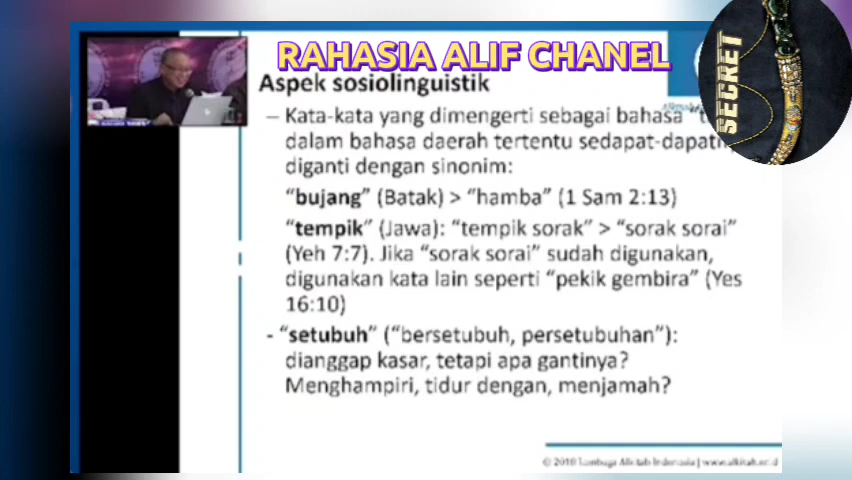 RAHASIA ALIF CHANEL
SECRET
Aspek sosiolinguistik
– Kata-kata yang dimengerti sebagai bahasa
dalam bahasa daerah tertentu
diganti dengan sinonim:
“bujang” (Batak) > “hamba” (1 Sam 2:13)
“tempik” (Jawa): “tempik sorak” > “sorak sorai”
(Yeh 7:7). Jika “sorak sorai” sudah digunakan,
digunakan kata lain seperti “pekik gembira” (Yes
16:10)
- “setubuh” (“bersetubuh, persetubuhan”):
dianggap kasar, tetapi apa gantinya?
Menghampiri, tidur dengan, menjamah?
Lembaga Alkitab Indonesia |